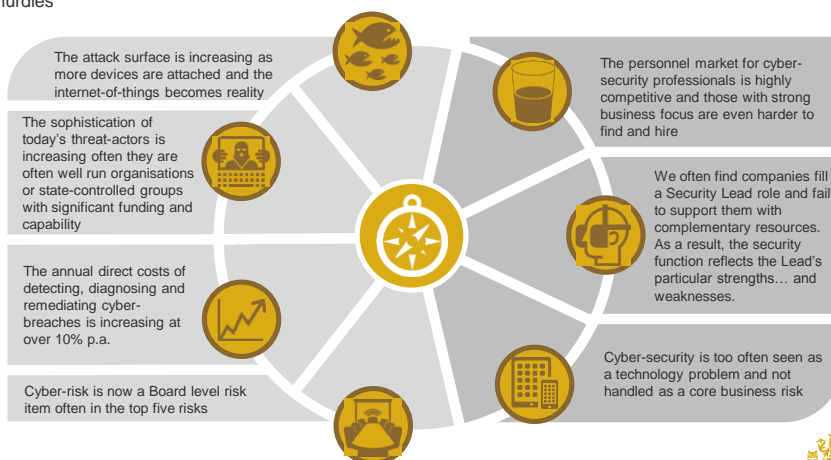 hurdles
The attack surface is increasing as
more devices are attached and the
internet-of-things becomes reality
The sophistication of
today's threat-actors is
increasing often they are
often well run organisations
or state-controlled groups
with significant funding and
capability
The annual direct costs of
detecting, diagnosing and
remediating cyber-
breaches is increasing at
over 10% p.a.
Cyber-risk is now a Board level risk
item often in the top five risks
The personnel market for cyber-
security professionals is highly
competitive and those with strong
business focus are even harder to
find and hire
We often find companies fill
a Security Lead role and fail
to support them with
complementary resources.
As a result, the security
function reflects the Lead's
particular strengths… and
weaknesses.
Cyber-security is too often seen as
a technology problem and not
handled as a core business risk